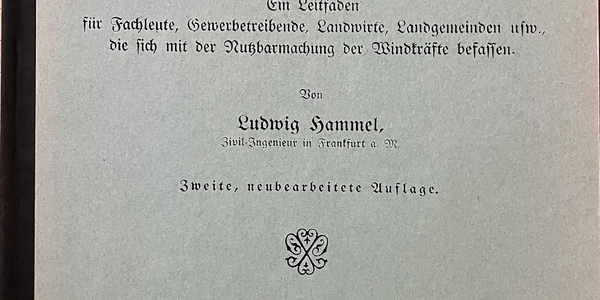 Ein Leitfaden
für Fachleute, Gewerbetreibende, Landwirte, Landgemeinden usw.,
die sich mit der Nutzbarmachung der Windkräfte befassen.
Von
Ludwig Hammel,
Zivil-Ingenieur in Frankfurt a. M.
Zweite, neubearbeitete Auflage.